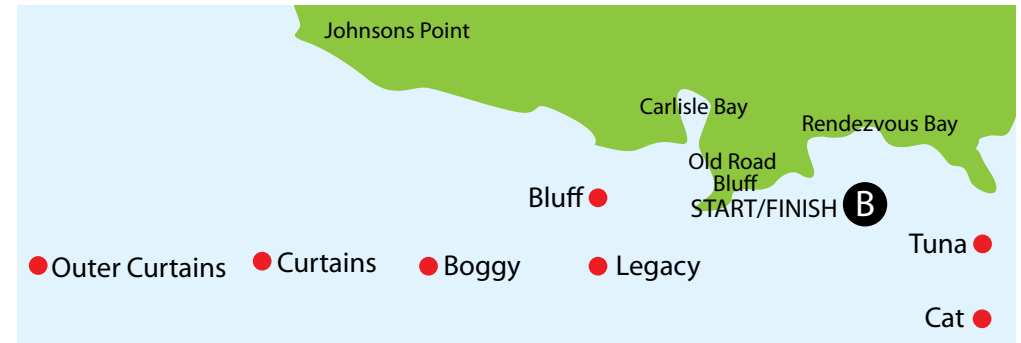 Johnsons Point
Carlisle Bay
Rendezvous Bay
Old Road
Bluff
Bluff
START/FINISH B
Tuna
Outer Curtains
Curtains
Boggy
Legacy
Cat